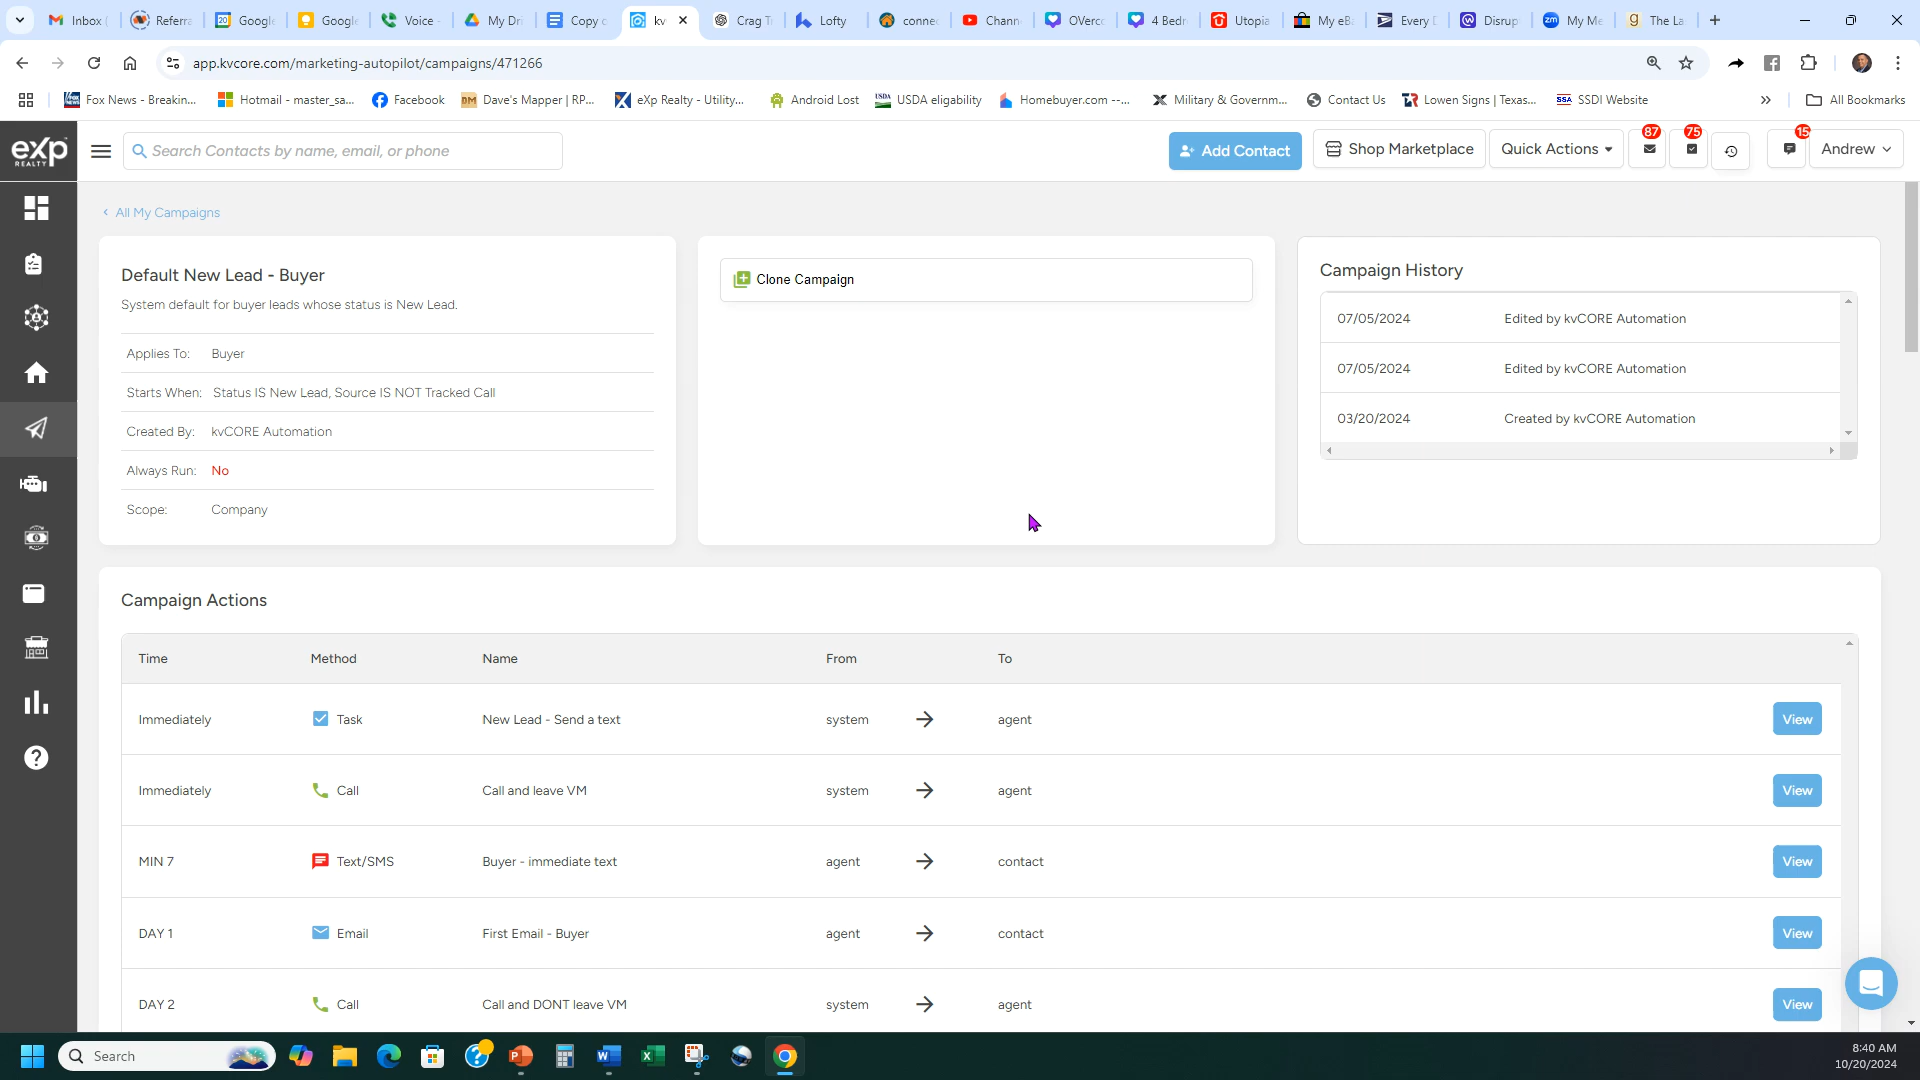 Inbox (
Referra
Google
Google
Voice -
My Dri
Copy o
kv
Crag Tr
Lofty
connec
Chann
OVerco
4 Bedr
Utopia
My eBa
Every D
Disrup
My Me
The La
app.kvcore.com/marketing-autopilot/campaigns/471266
Fox News - Breakin...
Hotmail - master_sa...
Facebook
Dave's Mapper | RP...
eXp Realty - Utility...
Android Lost
USDA eligability
Homebuyer.com --...
Military & Governm...
Contact Us
Lowen Signs | Texas...
SSDI Website
All Bookmarks
exp
REALTY
Search Contacts by name, email, or phone
Add Contact
Shop Marketplace
Quick Actions
87
75
15
Andrew
All My Campaigns
Default New Lead - Buyer
System default for buyer leads whose status is New Lead.
Applies To: Buyer
Starts When: Status IS New Lead, Source IS NOT Tracked Call
Created By: kvCORE Automation
Always Run: No
Scope: Company
Clone Campaign
Campaign History
07/05/2024 Edited by kvCORE Automation
07/05/2024 Edited by kvCORE Automation
03/20/2024 Created by kvCORE Automation
Campaign Actions
Time Method Name From To
Immediately Task New Lead - Send a text system → agent View
Immediately Call Call and leave VM system → agent View
MIN 7 Text/SMS Buyer - immediate text agent → contact View
DAY 1 Email First Email - Buyer agent → contact View
DAY 2 Call Call and DONT leave VM system → agent View
Search
8:40 AM
10/20/2024